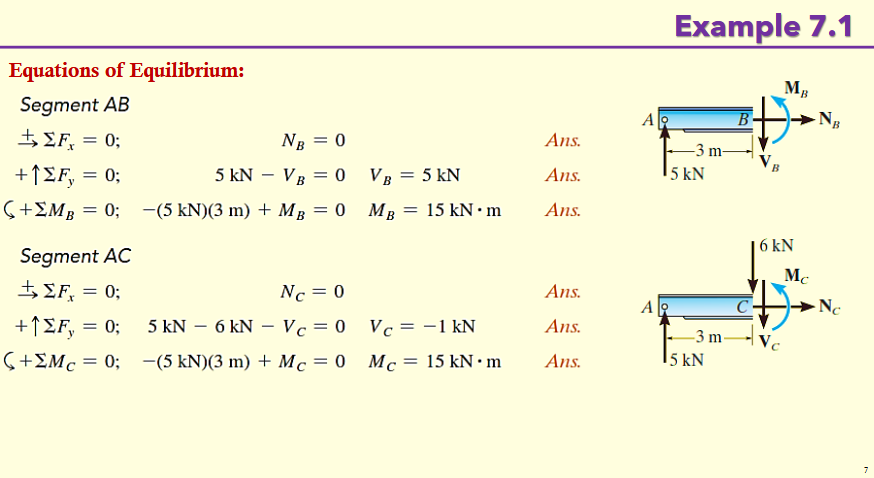 Example 7.1
Equations of Equilibrium:
Segment AB
→+ ΣFx = 0; NB = 0 Ans.
+↑ΣFy = 0; 5 kN − VB = 0 VB = 5 kN Ans.
↺+ΣMB = 0; −(5 kN)(3 m) + MB = 0 MB = 15 kN·m Ans.
MB
A B NB
3 m VB
5 kN
Segment AC
→+ ΣFx = 0; NC = 0 Ans.
+↑ΣFy = 0; 5 kN − 6 kN − VC = 0 VC = −1 kN Ans.
↺+ΣMC = 0; −(5 kN)(3 m) + MC = 0 MC = 15 kN·m Ans.
6 kN
MC
A C NC
3 m VC
5 kN
7